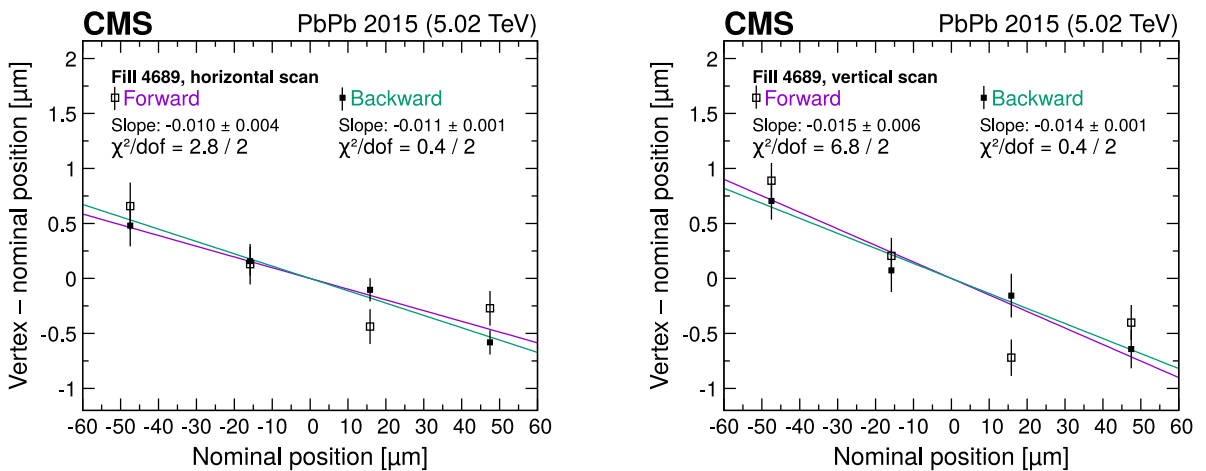 CMS PbPb 2015 (5.02 TeV)
Fill 4689, horizontal scan
Forward Backward
Slope: -0.010 ± 0.004 Slope: -0.011 ± 0.001
χ²/dof = 2.8 / 2 χ²/dof = 0.4 / 2
2
1.5
1
0.5
0
-0.5
-1
Vertex – nominal position [μm]
-60 -50 -40 -30 -20 -10 0 10 20 30 40 50 60
Nominal position [μm]
CMS PbPb 2015 (5.02 TeV)
Fill 4689, vertical scan
Forward Backward
Slope: -0.015 ± 0.006 Slope: -0.014 ± 0.001
χ²/dof = 6.8 / 2 χ²/dof = 0.4 / 2
2
1.5
1
0.5
0
-0.5
-1
Vertex – nominal position [μm]
-60 -50 -40 -30 -20 -10 0 10 20 30 40 50 60
Nominal position [μm]